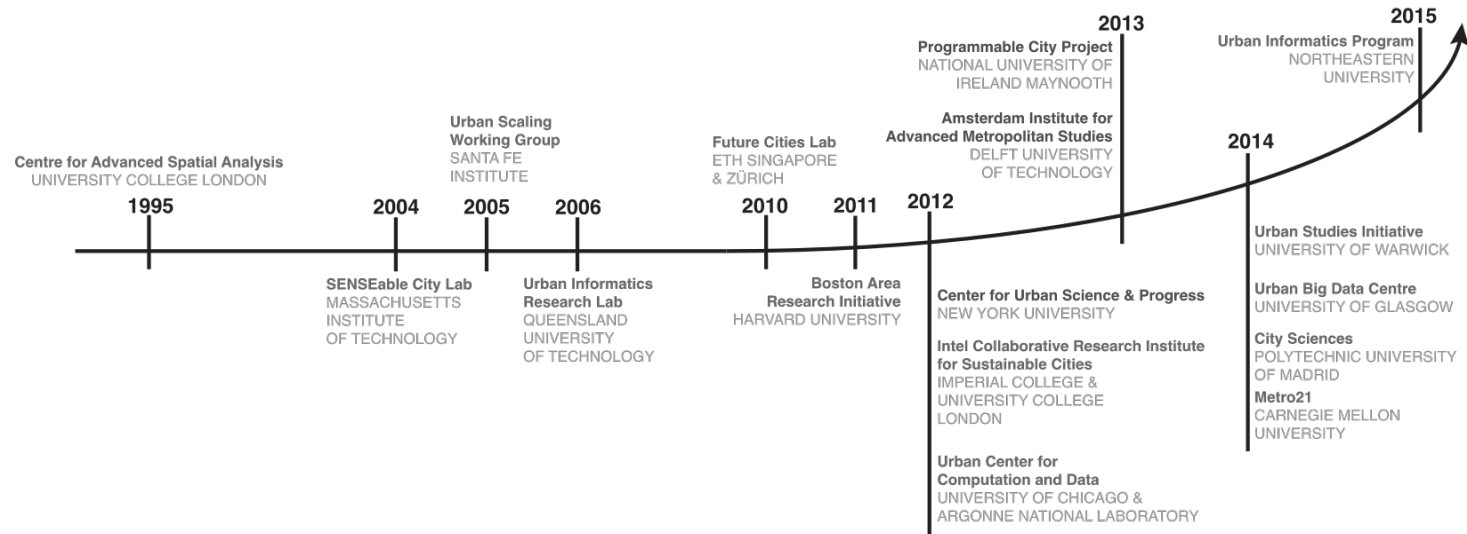 Centre for Advanced Spatial Analysis
UNIVERSITY COLLEGE LONDON
1995
2004
SENSEable City Lab
MASSACHUSETTS
INSTITUTE
OF TECHNOLOGY
Urban Scaling
Working Group
SANTA FE
INSTITUTE
2005
2006
Urban Informatics
Research Lab
QUEENSLAND
UNIVERSITY
OF TECHNOLOGY
Future Cities Lab
ETH SINGAPORE
& ZÜRICH
2010
2011
Boston Area
Research Initiative
HARVARD UNIVERSITY
2012
Center for Urban Science & Progress
NEW YORK UNIVERSITY
Intel Collaborative Research Institute
for Sustainable Cities
IMPERIAL COLLEGE &
UNIVERSITY COLLEGE
LONDON
Urban Center for
Computation and Data
UNIVERSITY OF CHICAGO &
ARGONNE NATIONAL LABORATORY
2013
Programmable City Project
NATIONAL UNIVERSITY OF
IRELAND MAYNOOTH
Amsterdam Institute for
Advanced Metropolitan Studies
DELFT UNIVERSITY
OF TECHNOLOGY
2014
Urban Studies Initiative
UNIVERSITY OF WARWICK
Urban Big Data Centre
UNIVERSITY OF GLASGOW
City Sciences
POLYTECHNIC UNIVERSITY
OF MADRID
Metro21
CARNEGIE MELLON
UNIVERSITY
2015
Urban Informatics Program
NORTHEASTERN
UNIVERSITY